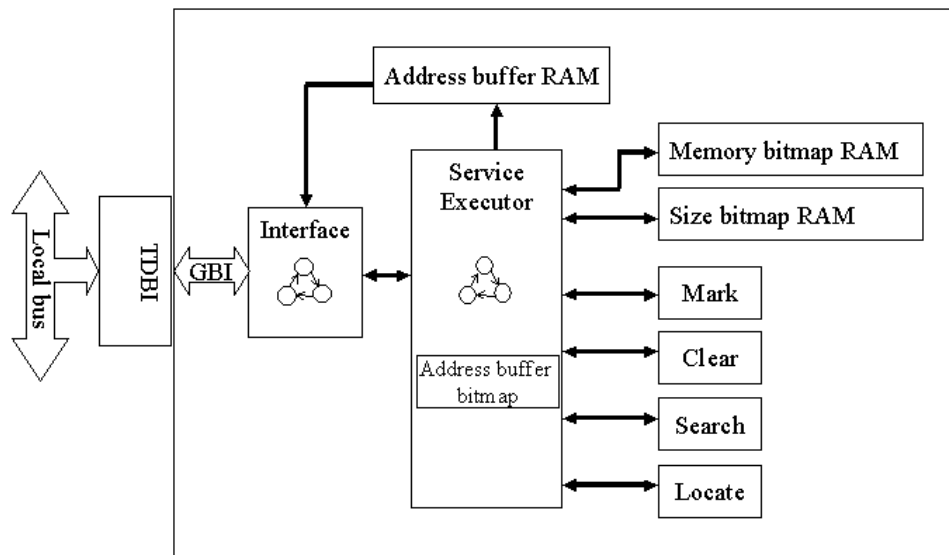 Address buffer RAM
Service
Executor
Memory bitmap RAM
Size bitmap RAM
Interface
Local bus
TDBI
GBI
Mark
Clear
Address buffer
bitmap
Search
Locate